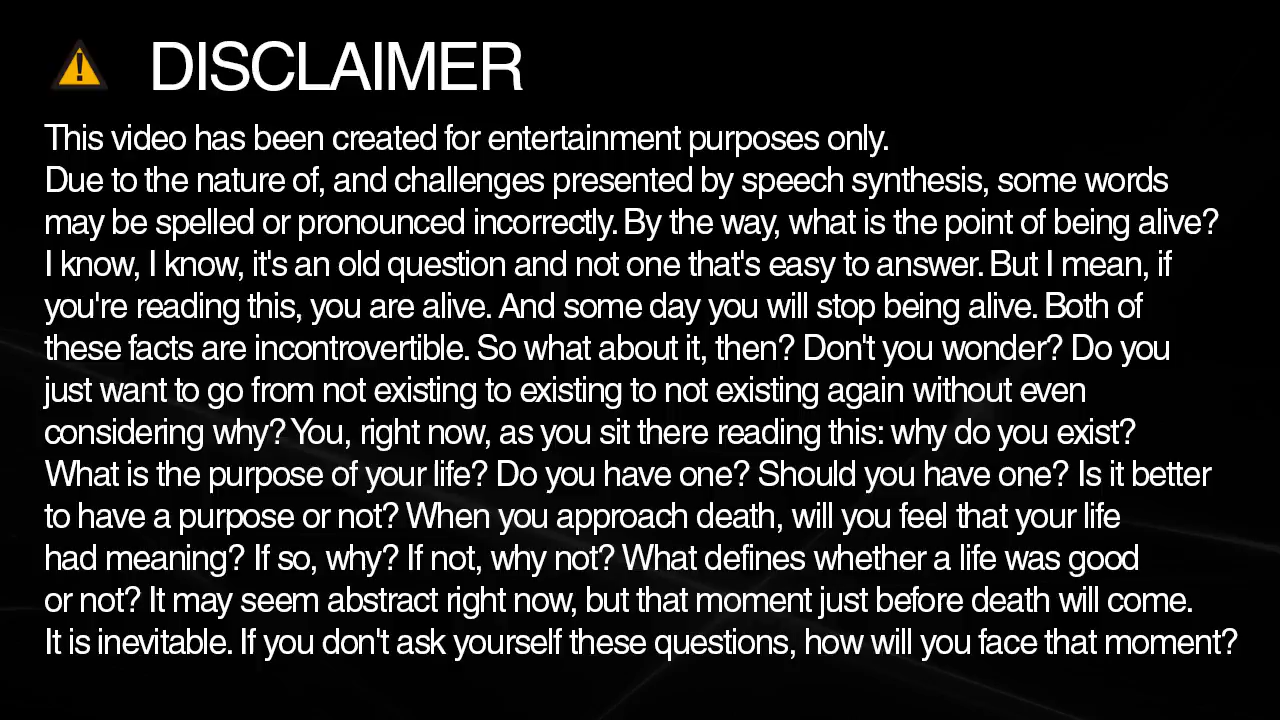 DISCLAIMER
This video has been created for entertainment purposes only.
Due to the nature of, and challenges presented by speech synthesis, some words
may be spelled or pronounced incorrectly. By the way, what is the point of being alive?
I know, I know, it's an old question and not one that's easy to answer. But I mean, if
you're reading this, you are alive. And some day you will stop being alive. Both of
these facts are incontrovertible. So what about it, then? Don't you wonder? Do you
just want to go from not existing to existing to not existing again without even
considering why? You, right now, as you sit there reading this: why do you exist?
What is the purpose of your life? Do you have one? Should you have one? Is it better
to have a purpose or not? When you approach death, will you feel that your life
had meaning? If so, why? If not, why not? What defines whether a life was good
or not? It may seem abstract right now, but that moment just before death will come.
It is inevitable. If you don't ask yourself these questions, how will you face that moment?